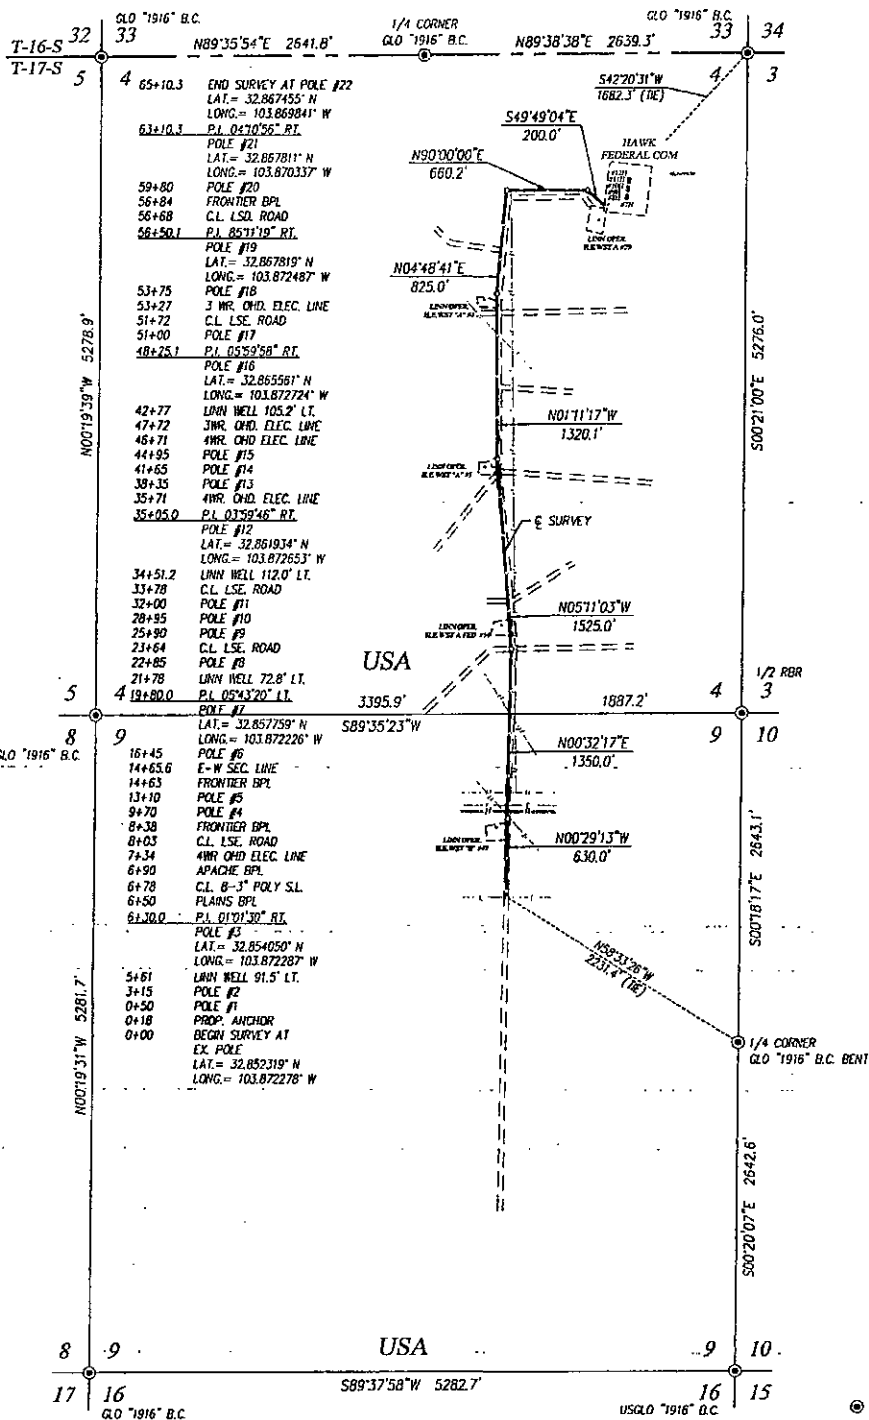 GLO "1916" B.C.
32 33
T-16-S
T-17-S
5 4
N89°35'54"E 2641.8'
1/4 CORNER
GLO "1916" B.C.
N89°38'38"E 2639.3'
GLO "1916" B.C.
33 34
4 3
65+10.3 END SURVEY AT POLE #22
LAT.= 32.867455° N
LONG.= 103.869841° W
63+10.3 P.I. 04°10'56" RT.
POLE #21
LAT.= 32.867811° N
LONG.= 103.870337° W
59+80 POLE #20
56+84 FRONTIER BPL
56+68 C.L. LSD. ROAD
56+50.1 P.I. 85°11'19" RT.
POLE #19
LAT.= 32.867819° N
LONG.= 103.872487° W
53+75 POLE #18
53+27 3 WR. OHD. ELEC. LINE
51+72 C.L. LSE. ROAD
51+00 POLE #17
48+25.1 P.I. 05°59'58" RT.
POLE #16
LAT.= 32.865561° N
LONG.= 103.872724° W
42+77 LINN WELL 105.2' LT.
47+72 3WR. OHD. ELEC. LINE
46+71 4WR. OHD ELEC. LINE
44+95 POLE #15
41+65 POLE #14
38+35 POLE #13
35+71 4WR. OHD. ELEC. LINE
35+05.0 P.I. 03°59'46" RT.
POLE #12
LAT.= 32.861934° N
LONG.= 103.872653° W
34+51.2 LINN WELL 112.0' LT.
33+78 C.L. LSE. ROAD
32+00 POLE #11
28+95 POLE #10
25+90 POLE #9
23+64 C.L. LSE. ROAD
22+85 POLE #8
21+78 LINN WELL 72.8' LT.
19+80.0 P.I. 05°43'20" LT.
POLE #7
LAT.= 32.857759° N
LONG.= 103.872226° W
16+45 POLE #6
14+65.6 E-W SEC. LINE
14+63 FRONTIER BPL
13+10 POLE #5
9+70 POLE #4
8+38 FRONTIER BPL
8+03 C.L. LSE. ROAD
7+34 4WR OHD ELEC. LINE
6+90 APACHE BPL
6+78 C.L. 8-3" POLY S.L.
6+50 PLAINS BPL
6+30.0 P.I. 01°01'30" RT.
POLE #3
LAT.= 32.854050° N
LONG.= 103.872287° W
5+61 LINN WELL 91.5' LT.
3+15 POLE #2
0+50 POLE #1
0+18 PROP. ANCHOR
0+00 BEGIN SURVEY AT
EX. POLE
LAT.= 32.852319° N
LONG.= 103.872278° W
S42°20'31"W
1682.3' (TIE)
S49°49'04"E
200.0'
HAWK
FEDERAL COM
N90°00'00"E
660.2'
LINN OPER.
N04°48'41"E
825.0'
LINN OPER.
N01°11'17"W
1320.1'
LINN OPER.
℄ SURVEY
N05°11'03"W
1525.0'
LINN OPER.
USA
N00°19'39"W 5278.9'
S00°21'00"E 5276.0'
1/2 RBR
5 4
8 9
GLO "1916" B.C.
3395.9'
S89°35'23"W
1887.2'
4 3
9 10
N00°32'17"E
1350.0'
LINN OPER.
N00°29'13"W
630.0'
N58°33'26"W
2231.4' (TIE)
S00°18'17"E 2643.1'
1/4 CORNER
GLO "1916" B.C. BENT
N00°19'31"W 5281.7'
S00°20'07"E 2642.6'
USA
8 9
17 16
GLO "1916" B.C.
S89°37'58"W 5282.7'
9 10
16 15
USGLO "1916" B.C.